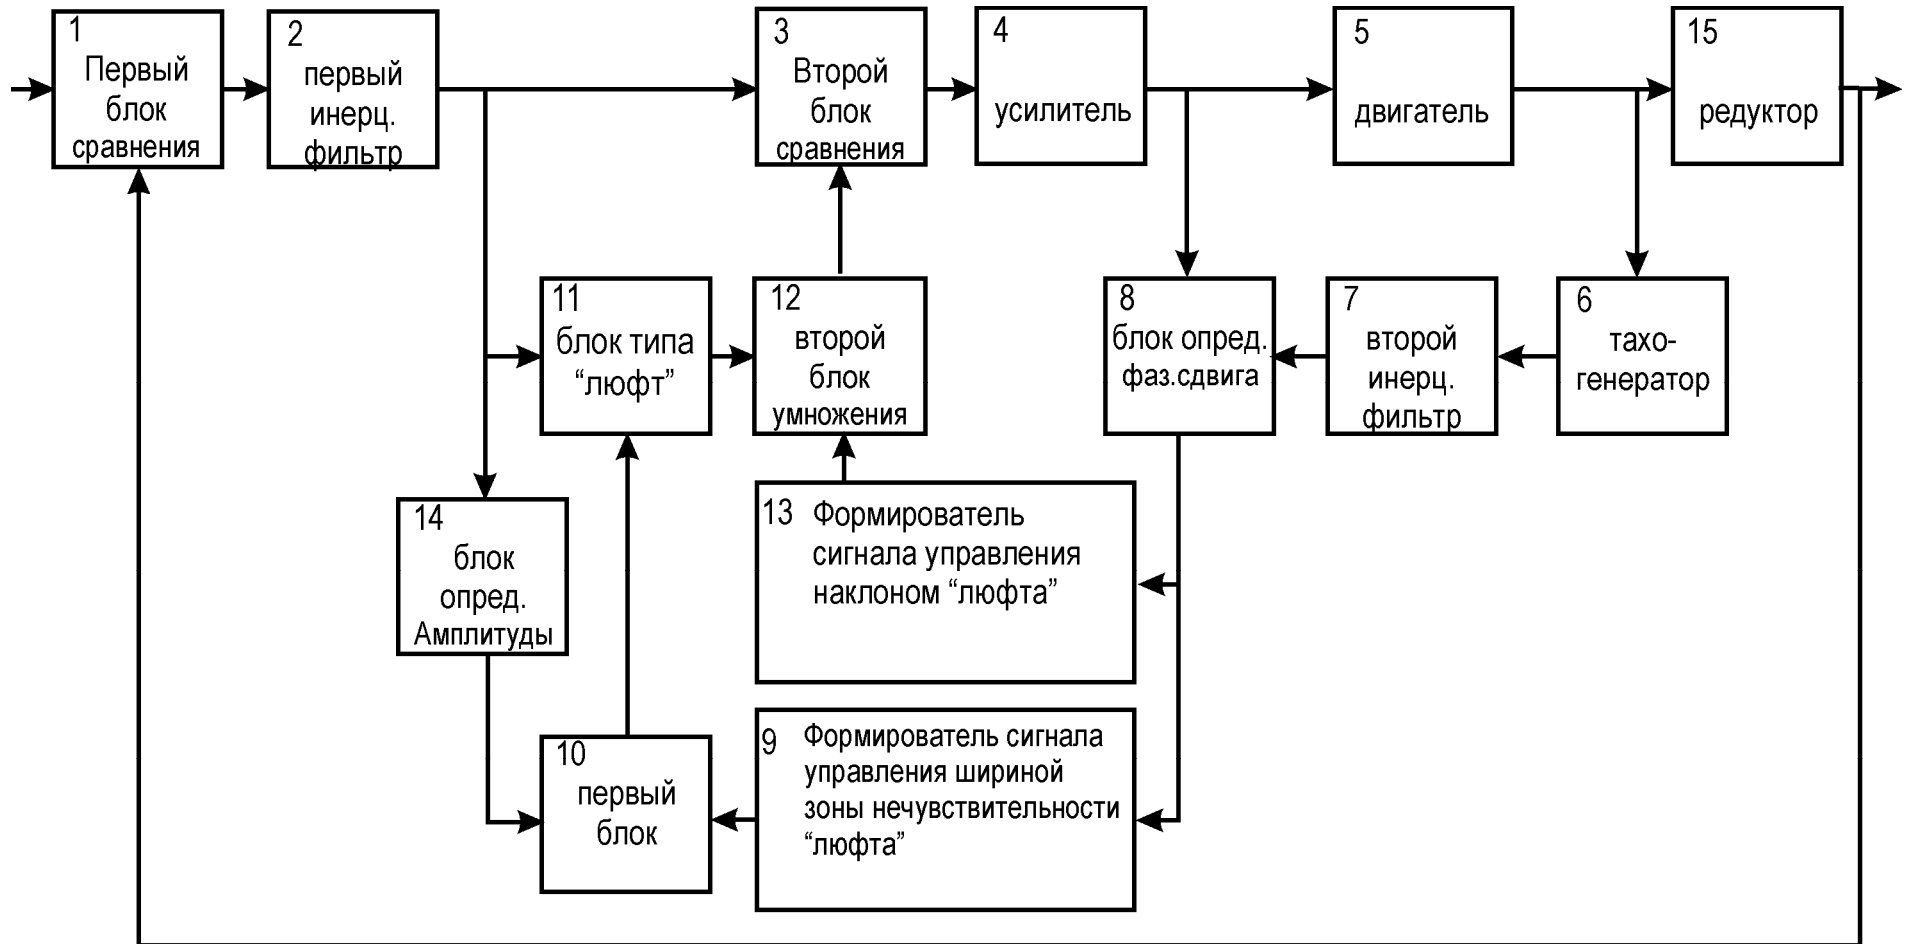 1
Первый
блок
сравнения
2
первый
инерц.
фильтр
3
Второй
блок
сравнения
4
усилитель
5
двигатель
15
редуктор
11
блок типа
“люфт”
12
второй
блок
умножения
8
блок опред.
фаз.сдвига
7
второй
инерц.
фильтр
6
тахо-
генератор
14
блок
опред.
Амплитуды
13 Формирователь
сигнала управления
наклоном “люфта”
10
первый
блок
9 Формирователь сигнала
управления шириной
зоны нечувствительности
“люфта”